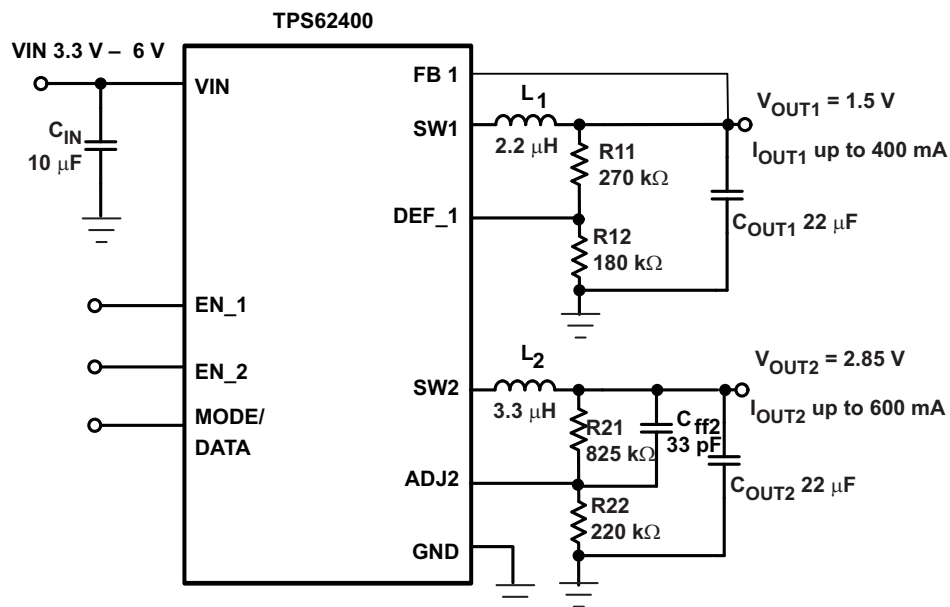 TPS62400
VIN 3.3 V – 6 V
VIN
FB 1
L1
SW1
2.2 μH
VOUT1 = 1.5 V
IOUT1 up to 400 mA
CIN
10 μF
R11
270 kΩ
DEF_1
COUT1 22 μF
R12
180 kΩ
EN_1
EN_2
MODE/
DATA
L2
SW2
3.3 μH
VOUT2 = 2.85 V
IOUT2 up to 600 mA
R21
825 kΩ
Cff2
33 pF
ADJ2
COUT2 22 μF
R22
220 kΩ
GND